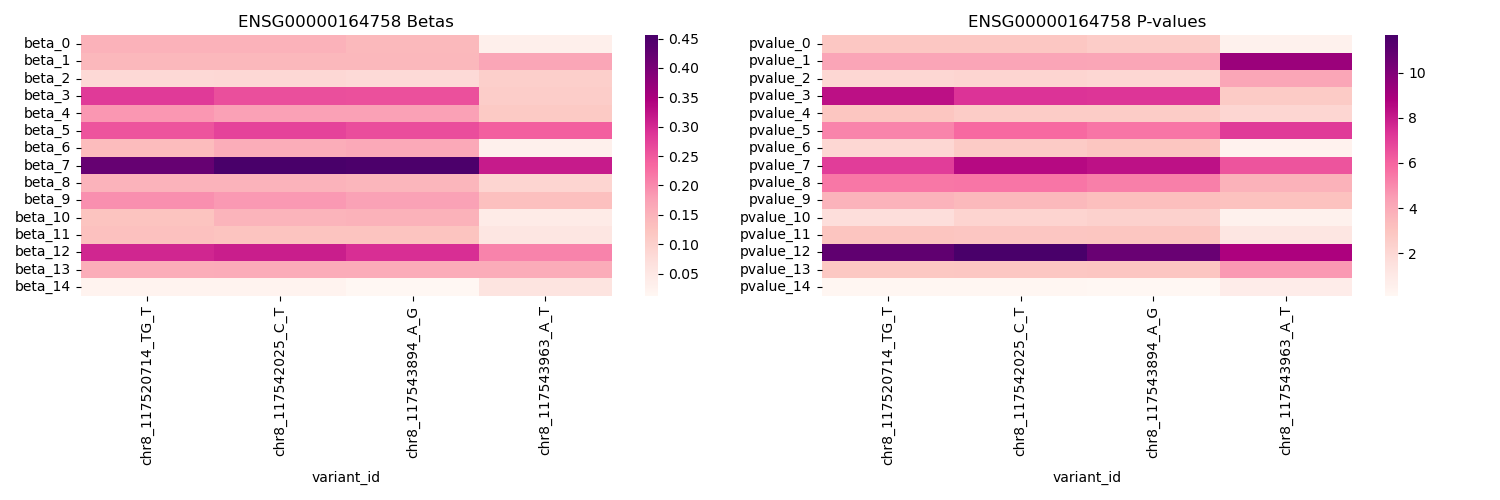 ENSG00000164758 Betas
beta_0
beta_1
beta_2
beta_3
beta_4
beta_5
beta_6
beta_7
beta_8
beta_9
beta_10
beta_11
beta_12
beta_13
beta_14
chr8_117520714_TG_T
chr8_117542025_C_T
chr8_117543894_A_G
chr8_117543963_A_T
variant_id
0.45
0.40
0.35
0.30
0.25
0.20
0.15
0.10
0.05
ENSG00000164758 P-values
pvalue_0
pvalue_1
pvalue_2
pvalue_3
pvalue_4
pvalue_5
pvalue_6
pvalue_7
pvalue_8
pvalue_9
pvalue_10
pvalue_11
pvalue_12
pvalue_13
pvalue_14
chr8_117520714_TG_T
chr8_117542025_C_T
chr8_117543894_A_G
chr8_117543963_A_T
variant_id
10
8
6
4
2